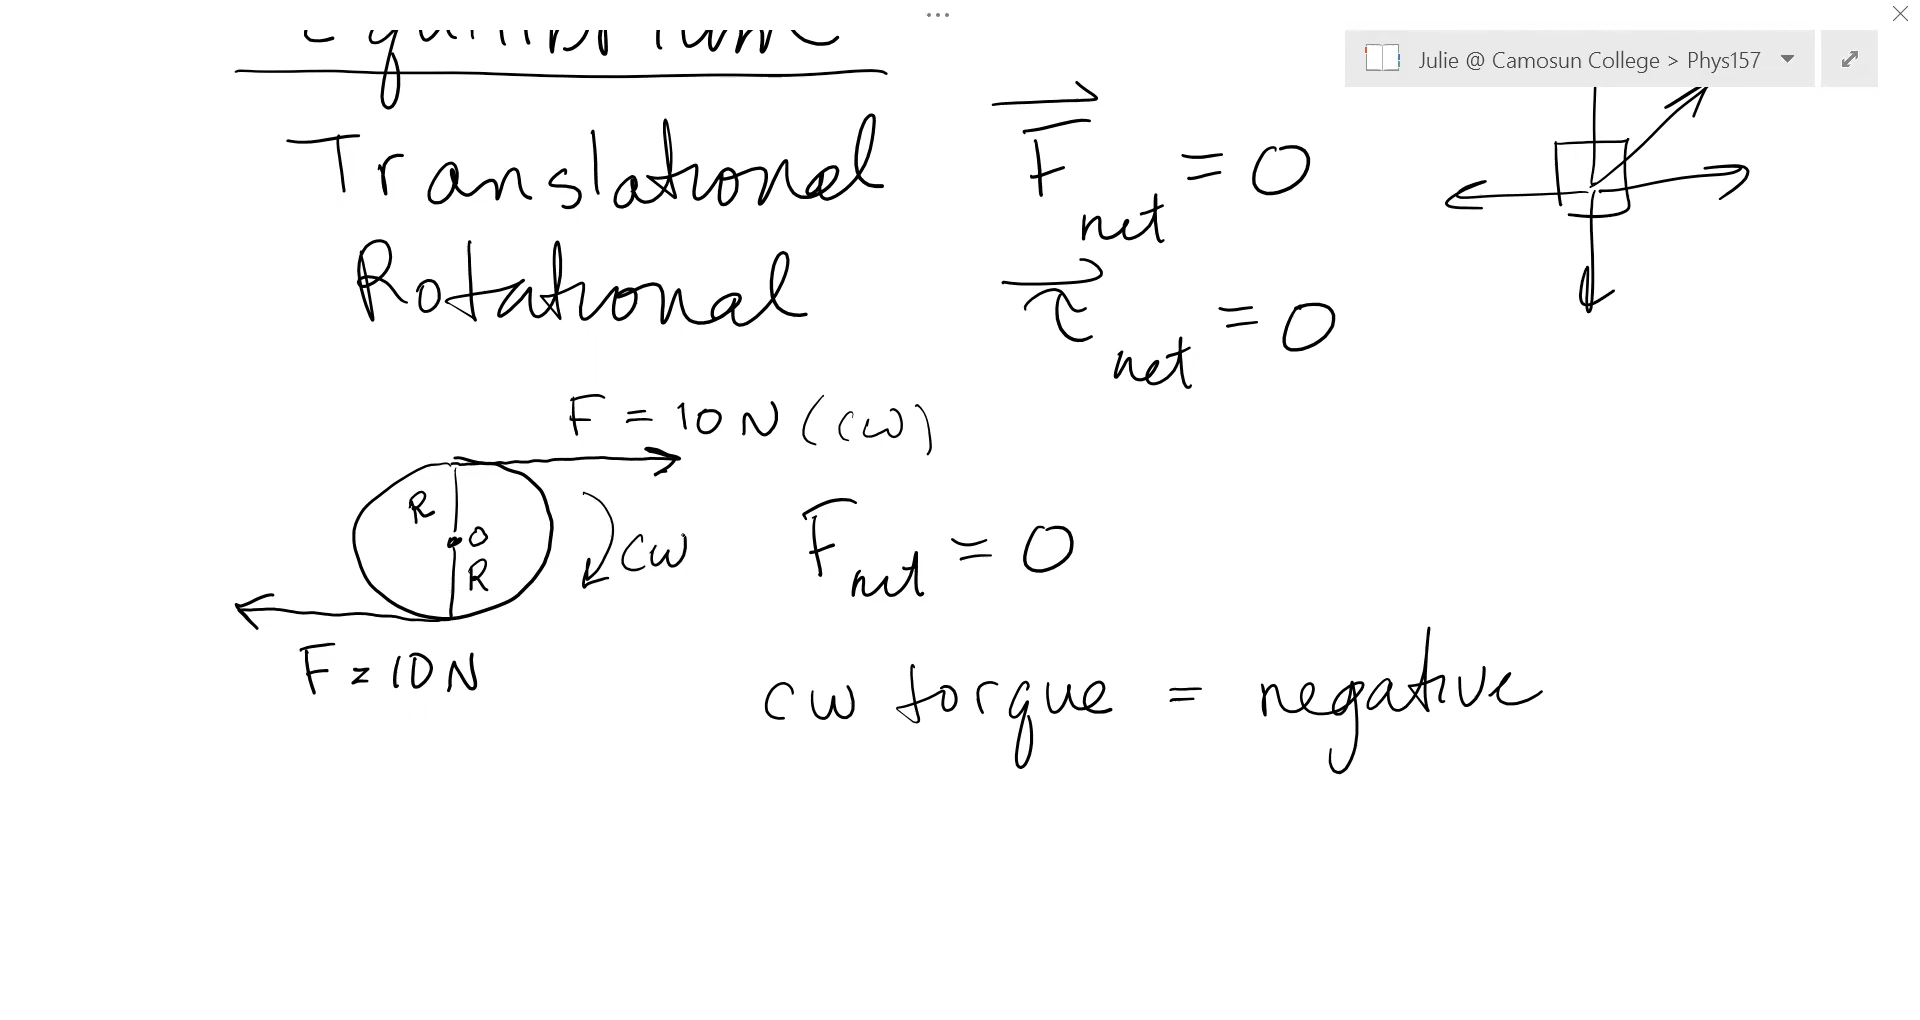 Equilibrium
Julie @ Camosun College > Phys157
Translational F net = 0
Rotational τ net = 0
F = 10 N (cw)
R
O
R
cw
F net = 0
F = 10 N
cw torque = negative